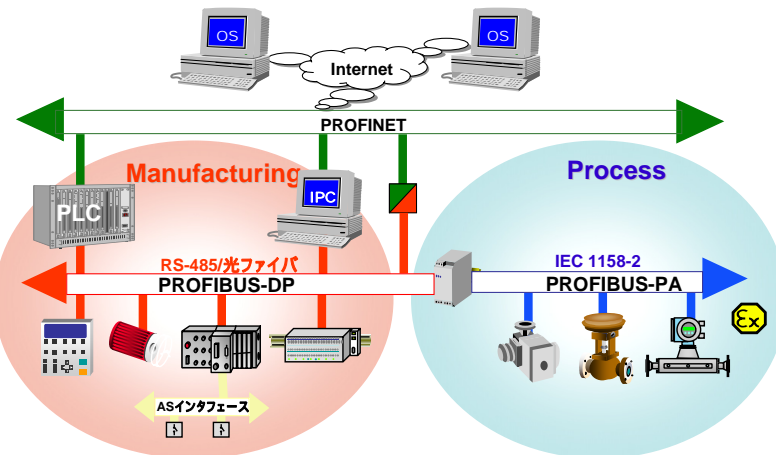 OS
OS
Internet
PROFINET
Manufacturing
Process
PLC
IPC
RS-485/光ファイバ
PROFIBUS-DP
IEC 1158-2
PROFIBUS-PA
εx
ASインタフェース